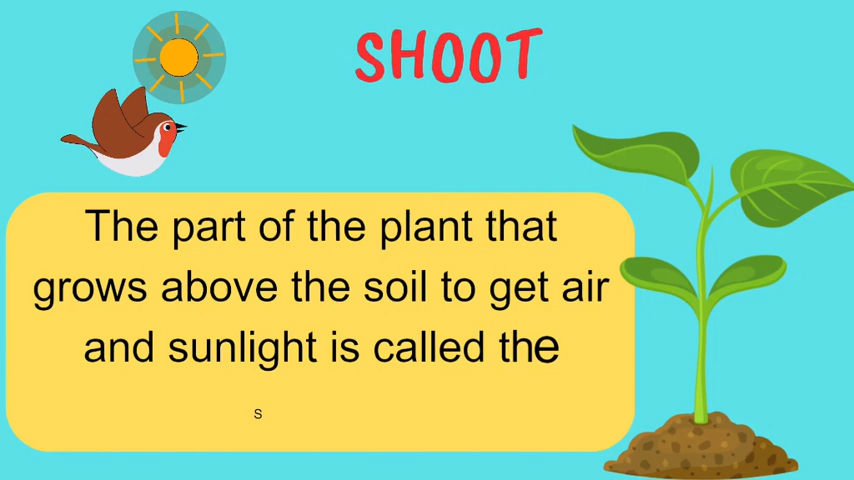 SHOOT
The part of the plant that
grows above the soil to get air
and sunlight is called the
s